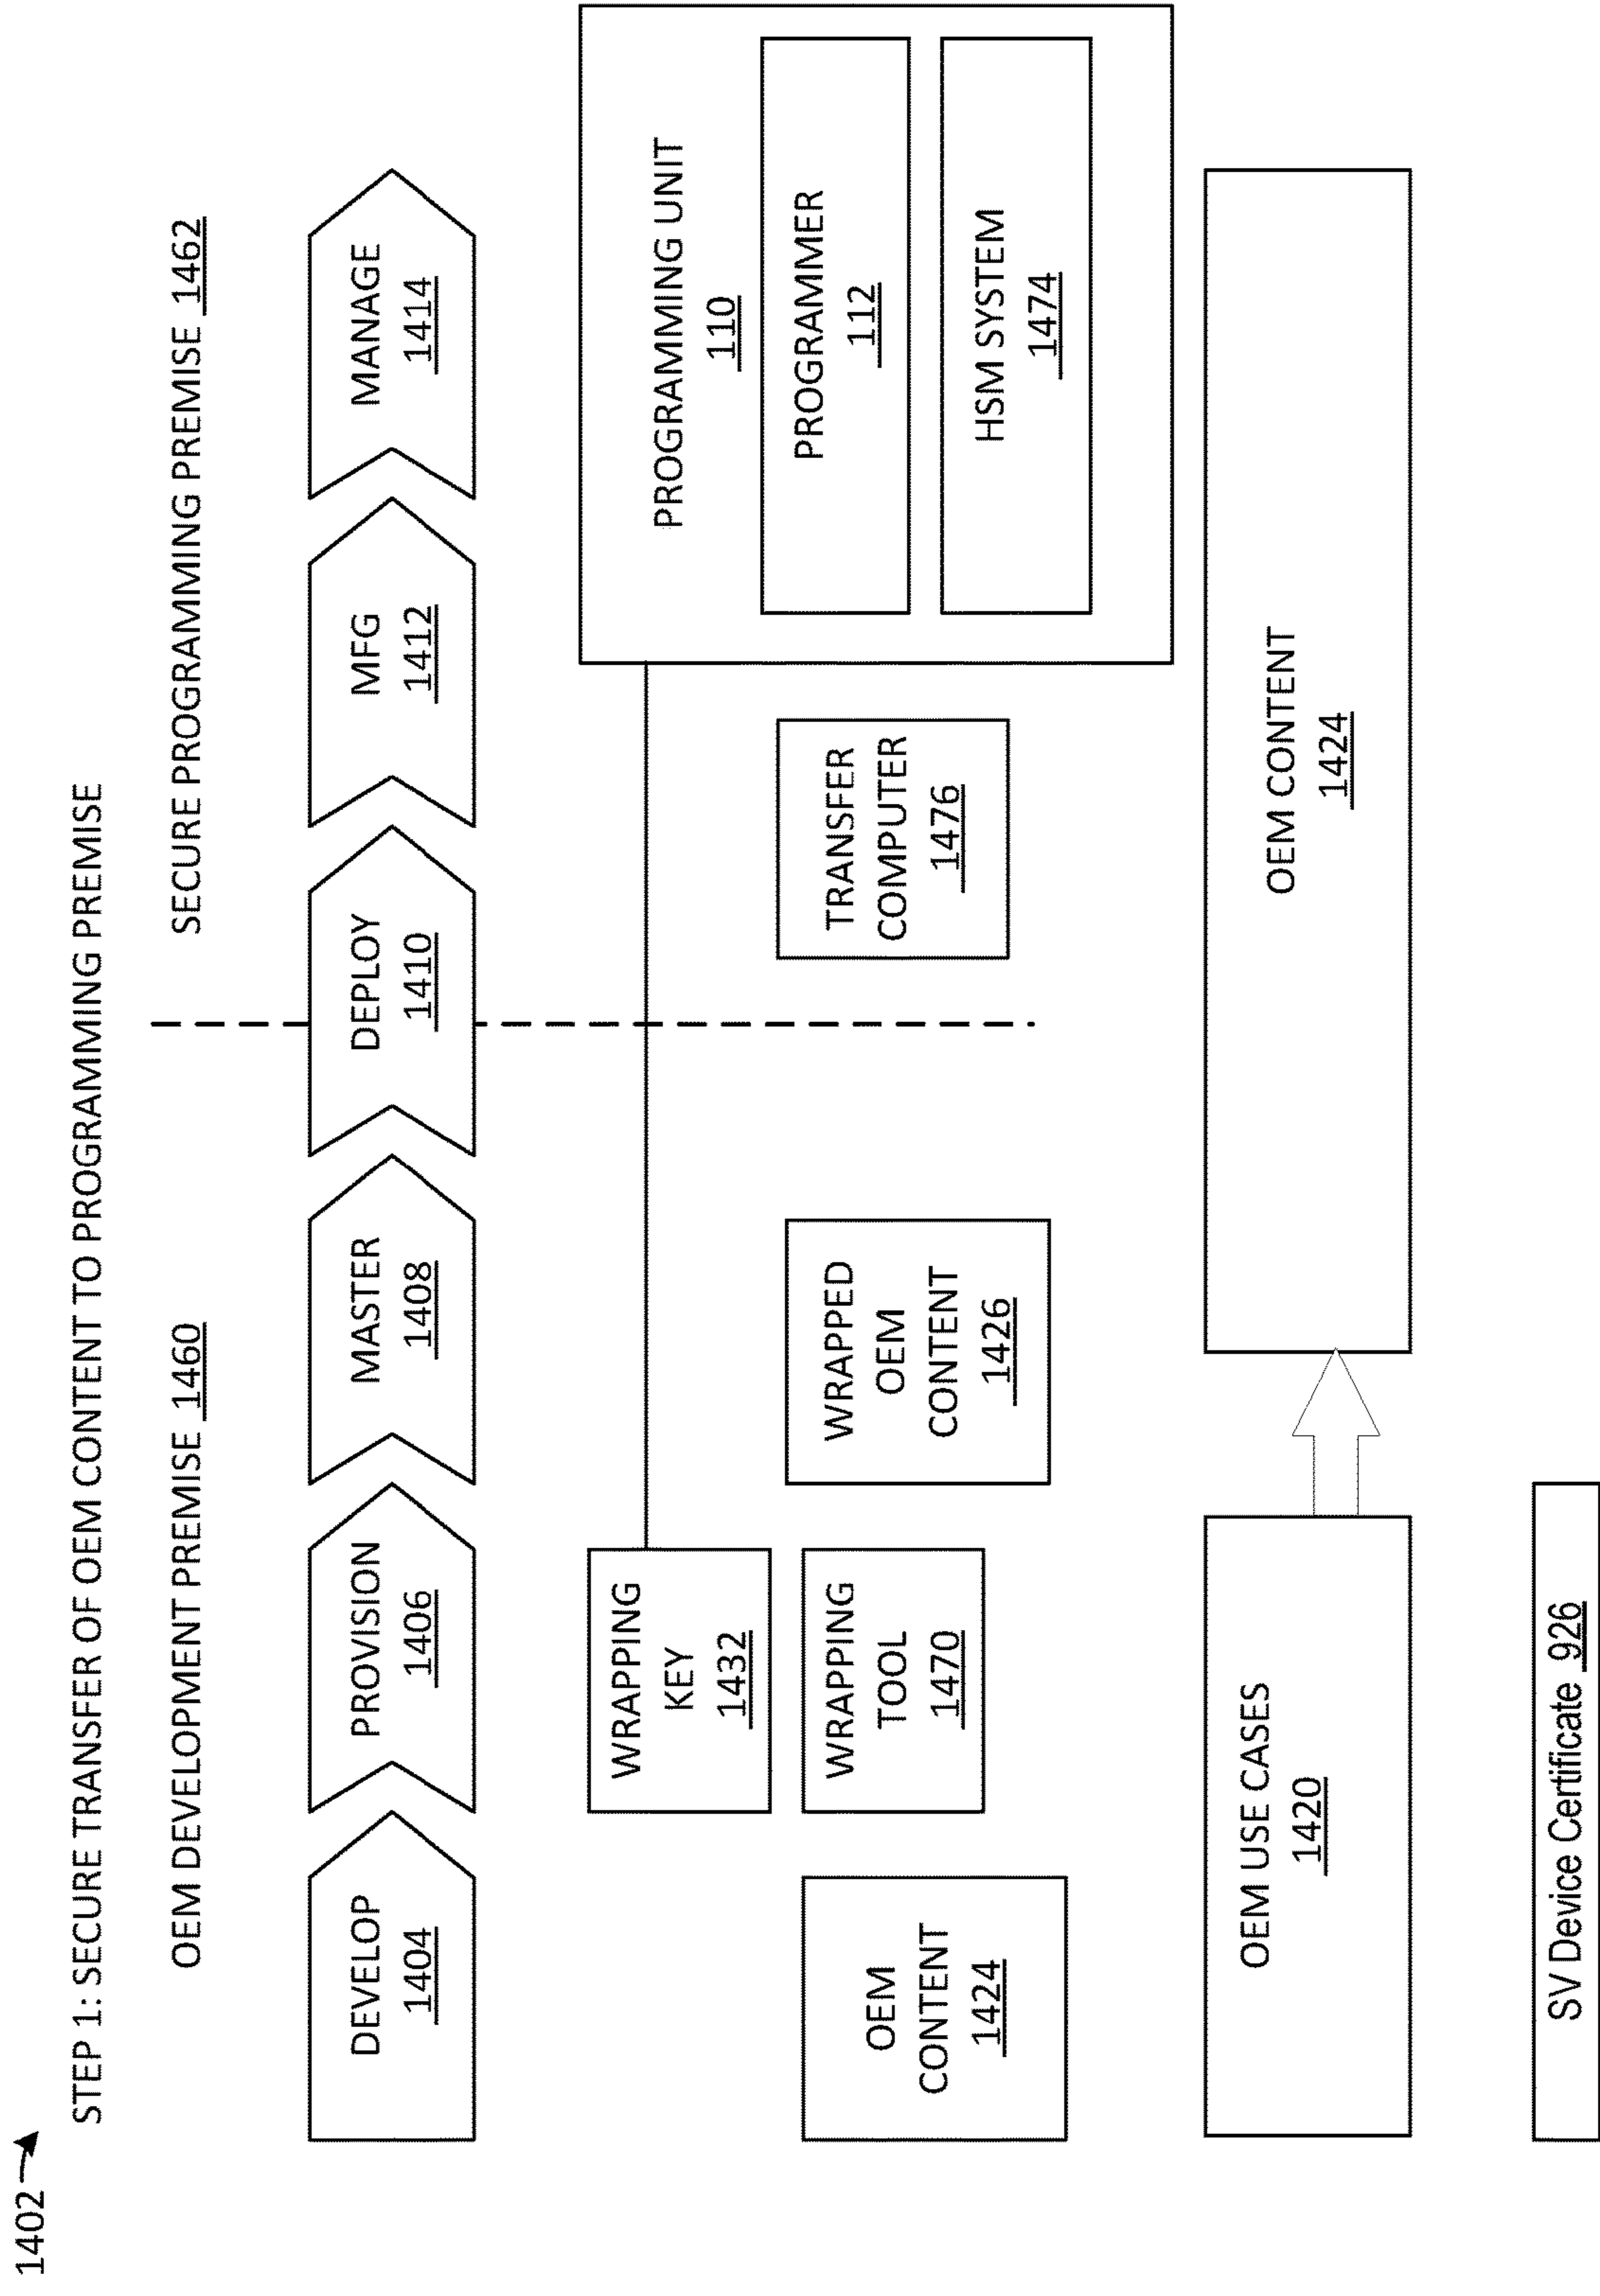 1402
STEP 1: SECURE TRANSFER OF OEM CONTENT TO PROGRAMMING PREMISE
OEM DEVELOPMENT PREMISE 1460
SECURE PROGRAMMING PREMISE 1462
DEVELOP
1404
PROVISION
1406
MASTER
1408
DEPLOY
1410
MFG
1412
MANAGE
1414
WRAPPING
KEY
1432
PROGRAMMING UNIT
110
PROGRAMMER
112
HSM SYSTEM
1474
OEM
CONTENT
1424
WRAPPING
TOOL
1470
WRAPPED
OEM
CONTENT
1426
TRANSFER
COMPUTER
1476
OEM USE CASES
1420
OEM CONTENT
1424
SV Device Certificate 926